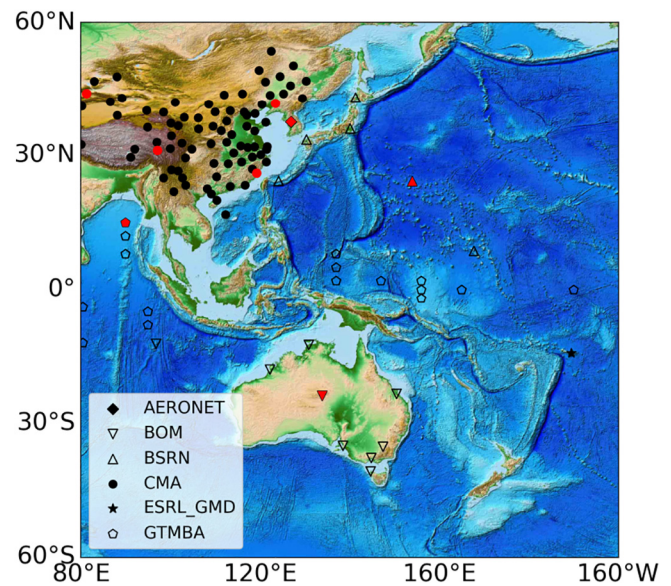 60°N
30°N
0°
30°S
60°S
80°E
120°E
160°E
160°W
AERONET
BOM
BSRN
CMA
ESRL_GMD
GTMBA